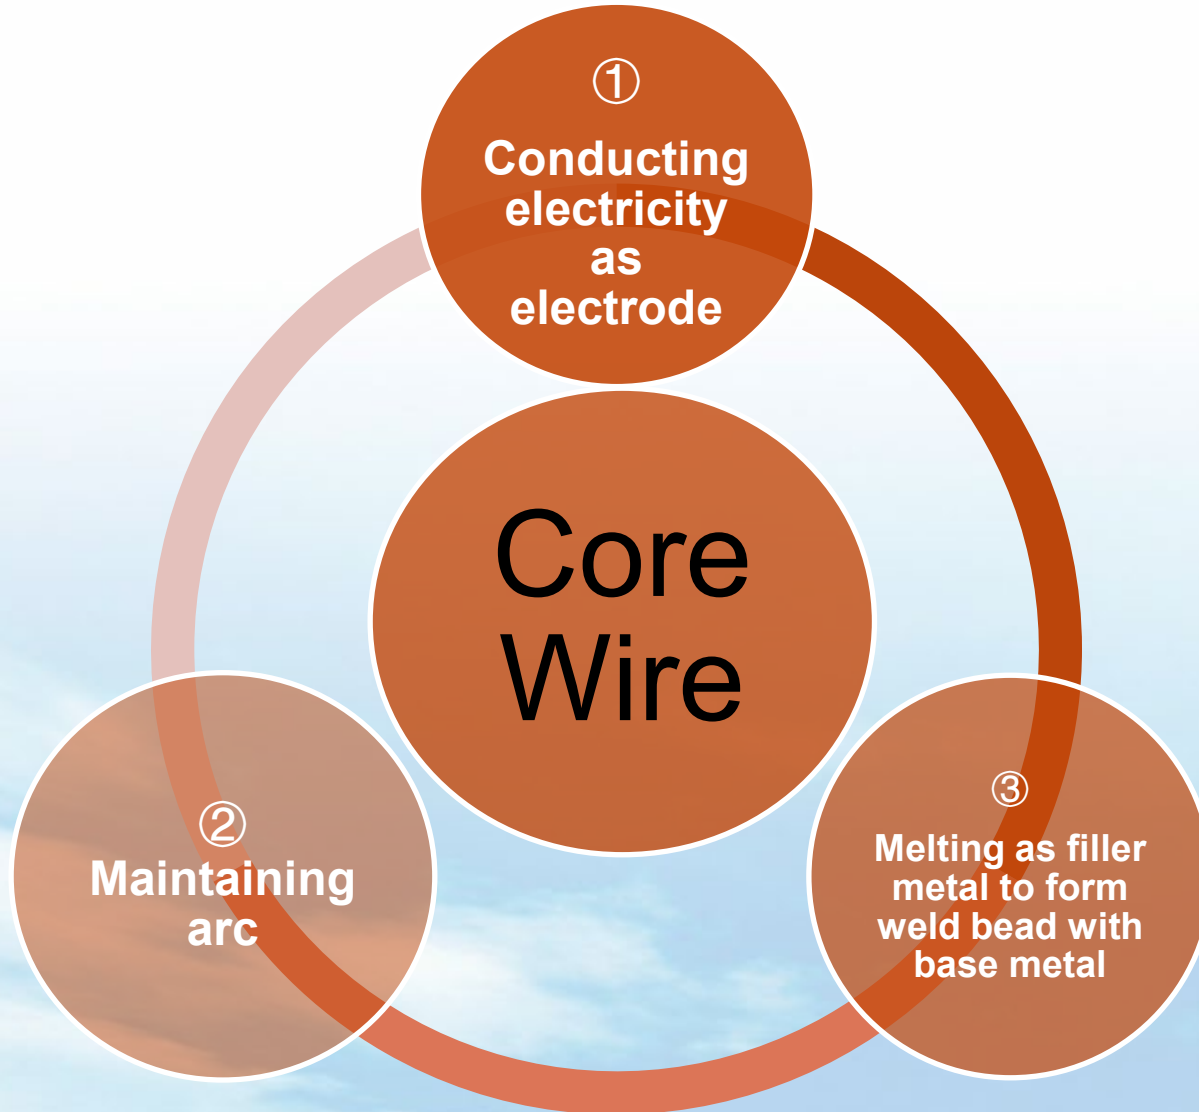 ①
Conducting
electricity
as
electrode
Core
Wire
②
Maintaining
arc
③
Melting as filler
metal to form
weld bead with
base metal